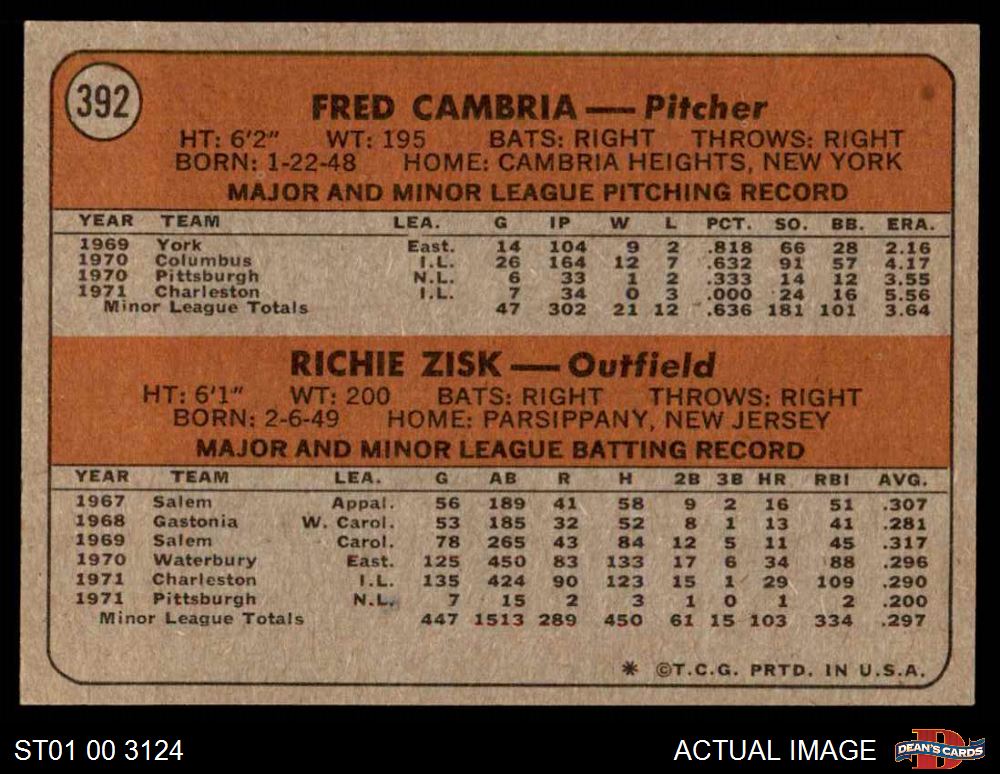 392
FRED CAMBRIA — Pitcher
HT: 6'2" WT: 195 BATS: RIGHT THROWS: RIGHT
BORN: 1-22-48 HOME: CAMBRIA HEIGHTS, NEW YORK
MAJOR AND MINOR LEAGUE PITCHING RECORD
YEAR TEAM LEA. G IP W L PCT. SO. BB. ERA.
1969 York East. 14 104 9 2 .818 66 28 2.16
1970 Columbus I.L. 26 164 12 7 .632 91 57 4.17
1970 Pittsburgh N.L. 6 33 1 2 .333 14 12 3.55
1971 Charleston I.L. 7 34 0 3 .000 24 16 5.56
Minor League Totals 47 302 21 12 .636 181 101 3.64
RICHIE ZISK — Outfield
HT: 6'1" WT: 200 BATS: RIGHT THROWS: RIGHT
BORN: 2-6-49 HOME: PARSIPPANY, NEW JERSEY
MAJOR AND MINOR LEAGUE BATTING RECORD
YEAR TEAM LEA. G AB R H 2B 3B HR RBI AVG.
1967 Salem Appal. 56 189 41 58 9 2 16 51 .307
1968 Gastonia W. Carol. 53 185 32 52 8 1 13 41 .281
1969 Salem Carol. 78 265 43 84 12 5 11 45 .317
1970 Waterbury East. 125 450 83 133 17 6 34 88 .296
1971 Charleston I.L. 135 424 90 123 15 1 29 109 .290
1971 Pittsburgh N.L. 7 15 2 3 1 0 1 2 .200
Minor League Totals 447 1513 289 450 61 15 103 334 .297
* ©T.C.G. PRTD. IN U.S.A.
ST01 00 3124 ACTUAL IMAGE D DEAN'S CARDS